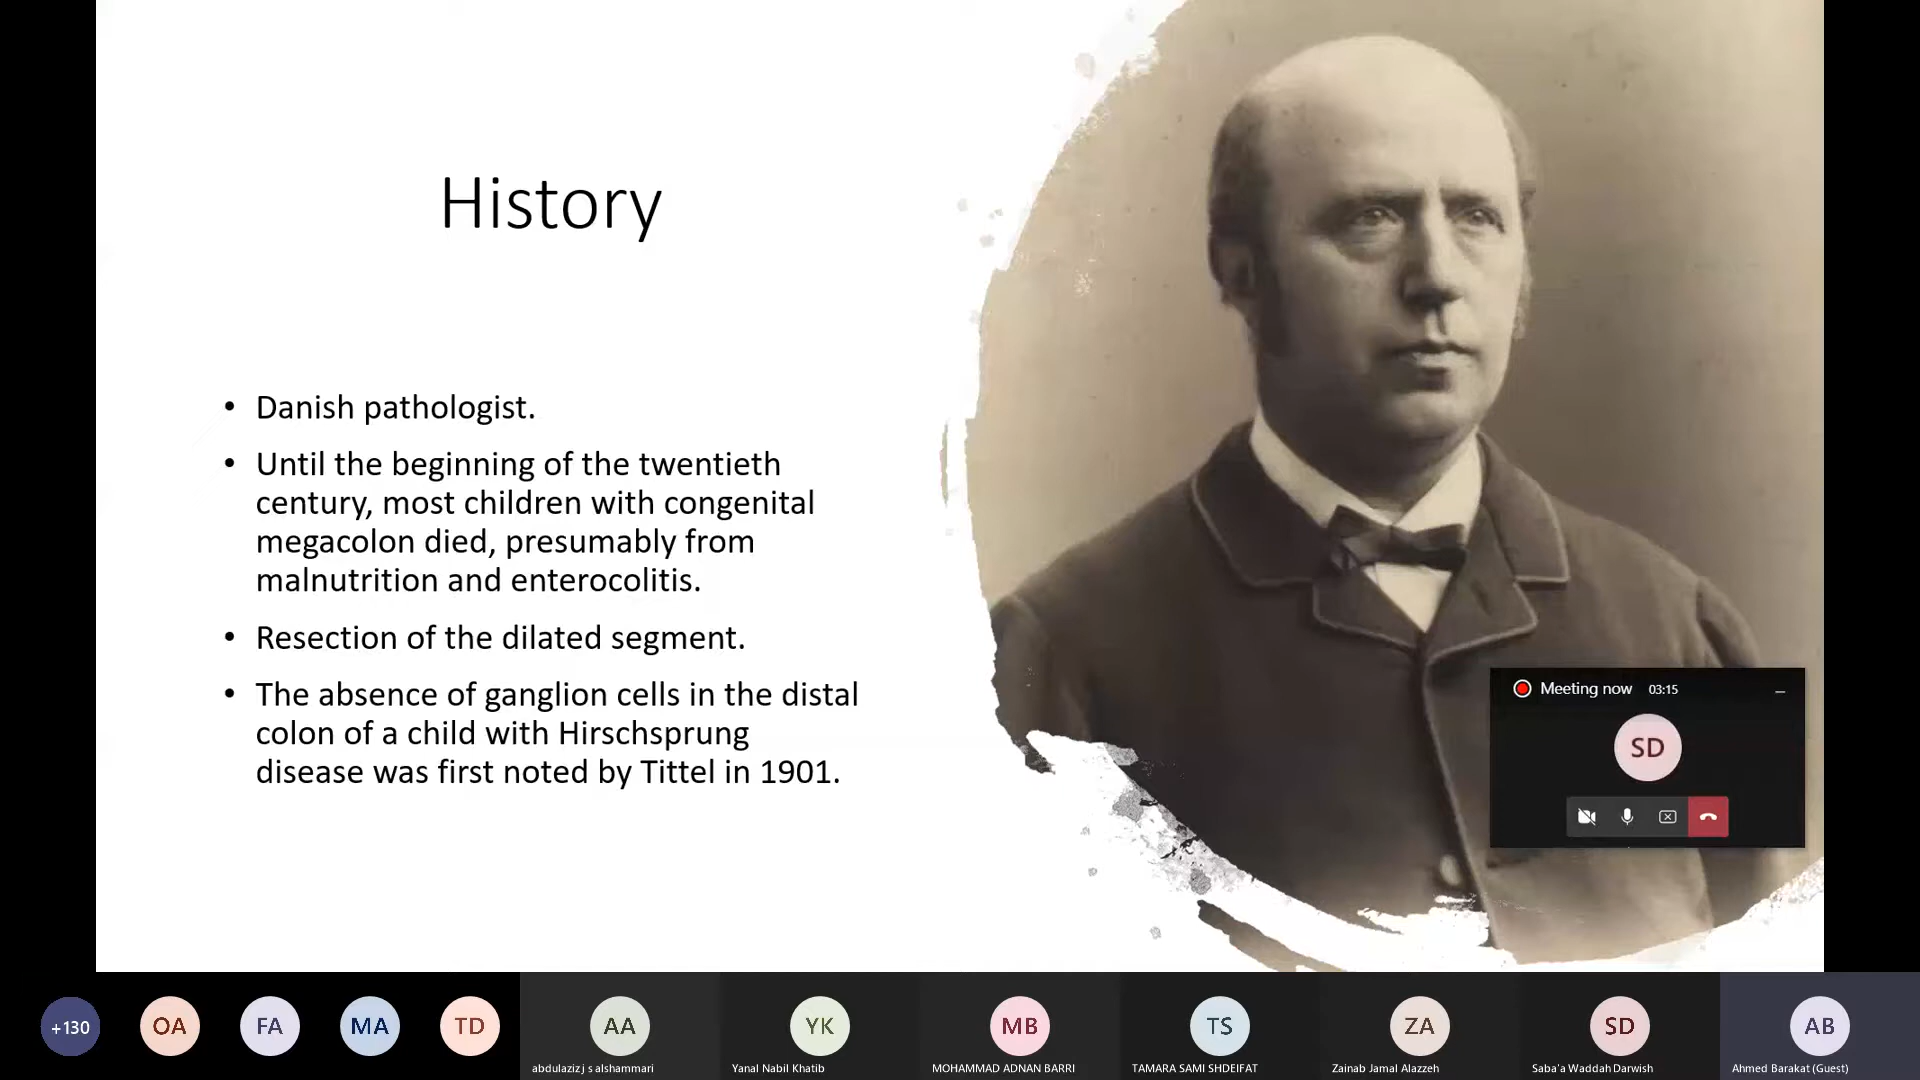 History
• Danish pathologist.
• Until the beginning of the twentieth
century, most children with congenital
megacolon died, presumably from
malnutrition and enterocolitis.
• Resection of the dilated segment.
• The absence of ganglion cells in the distal
colon of a child with Hirschsprung
disease was first noted by Tittel in 1901.
Meeting now 03:15
SD
+130 OA FA MA TD AA YK MB TS ZA SD AB
abdulaziz j s alshammari Yanal Nabil Khatib MOHAMMAD ADNAN BARRI TAMARA SAMI SHDEIFAT Zainab Jamal Alazzeh Saba'a Waddah Darwish Ahmed Barakat (Guest)